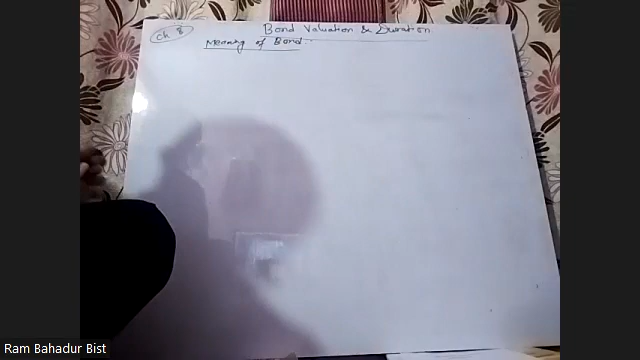 Ch 8 Bond Valuation & Duration
Meaning of Bond:
Ram Bahadur Bist